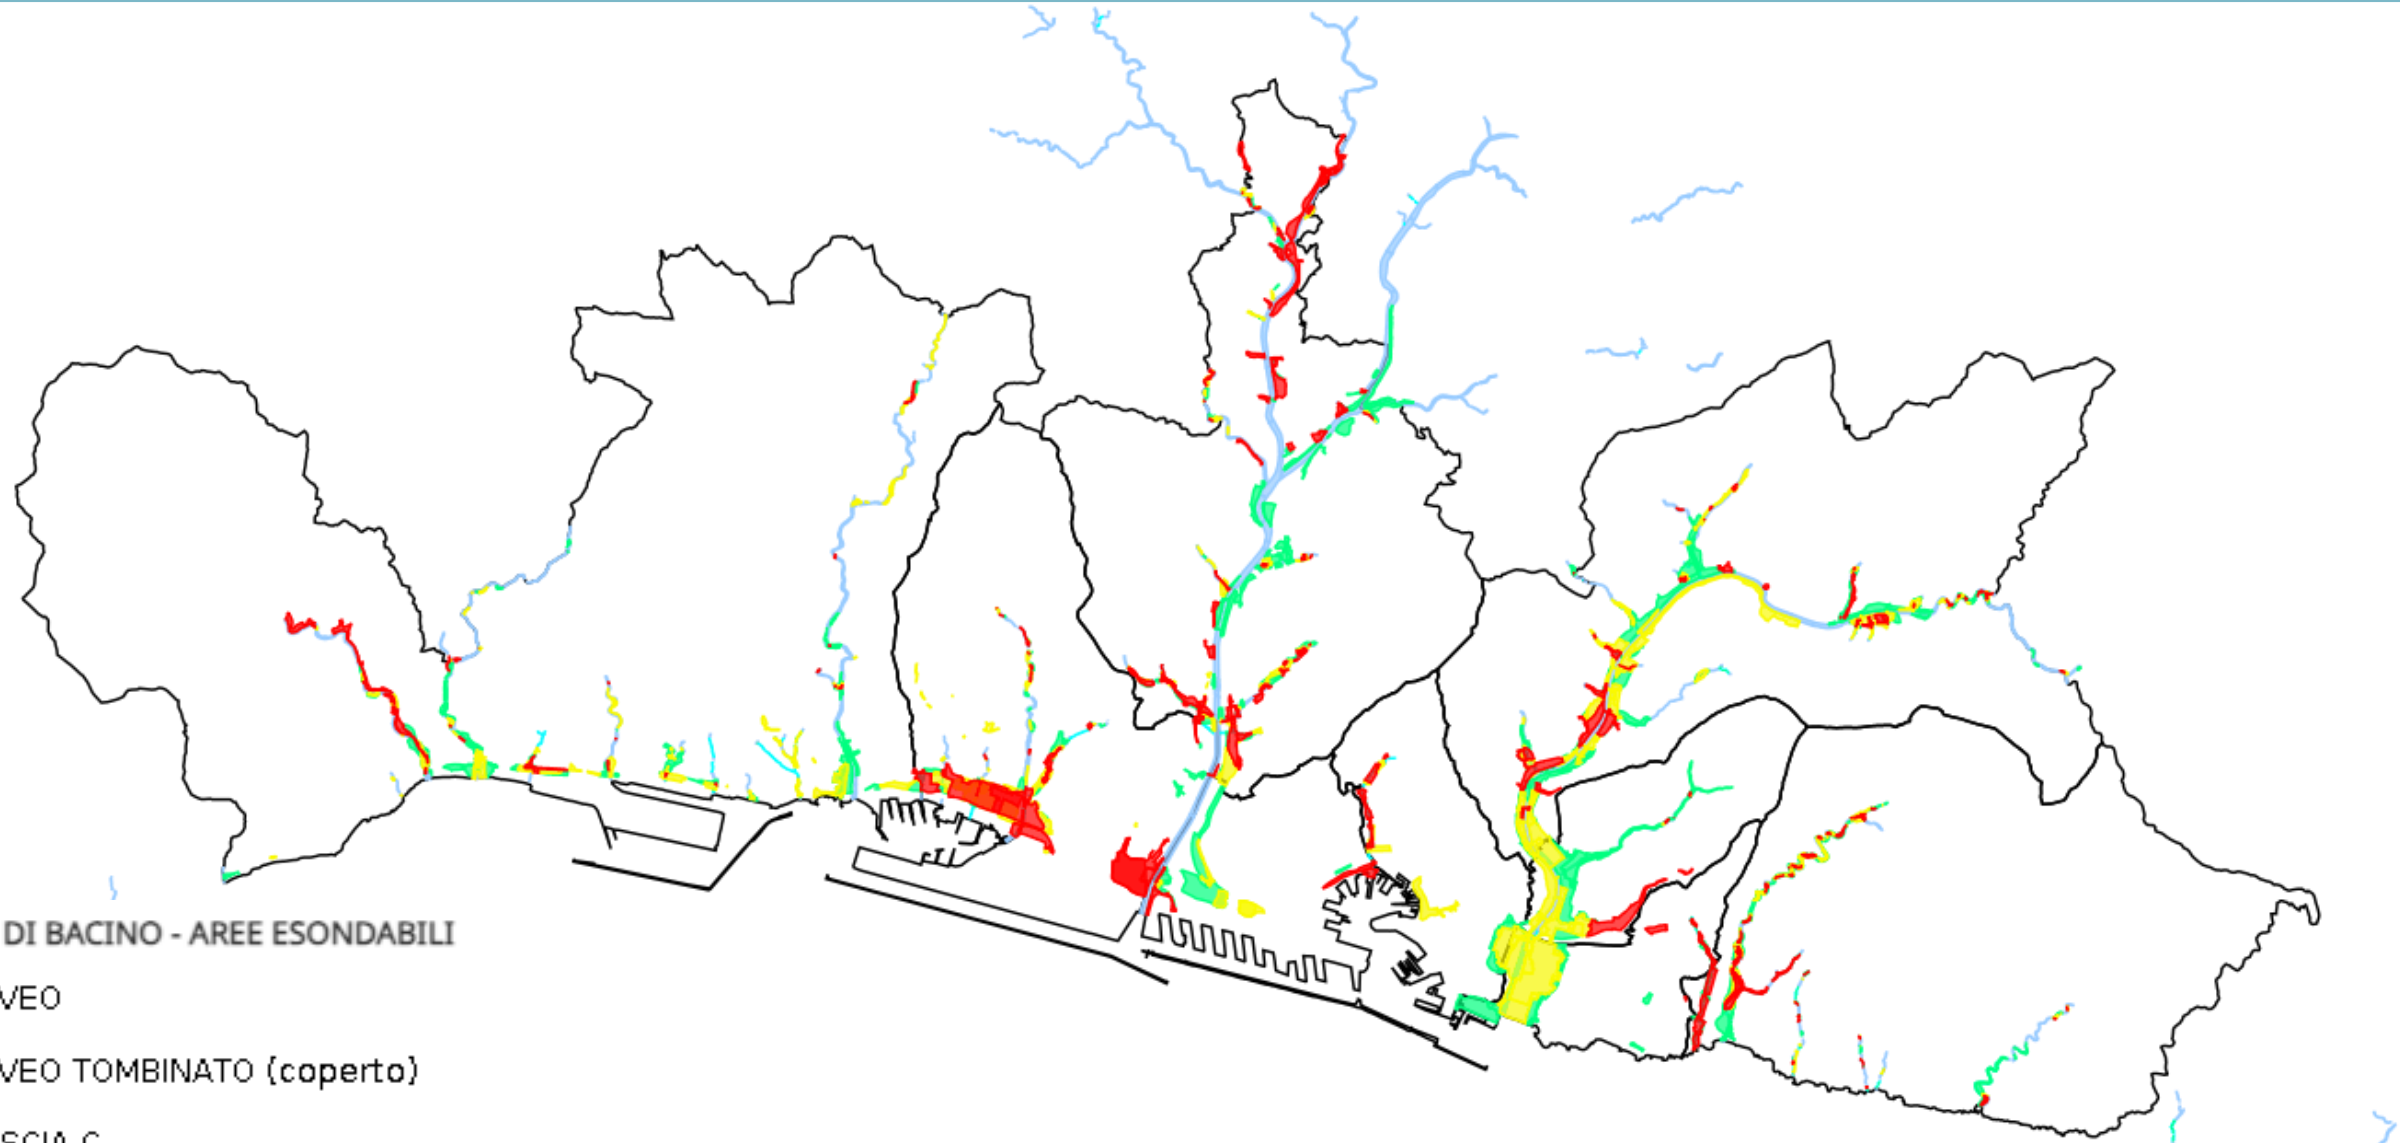 DI BACINO - AREE ESONDABILI
VEO
VEO TOMBINATO (coperto)